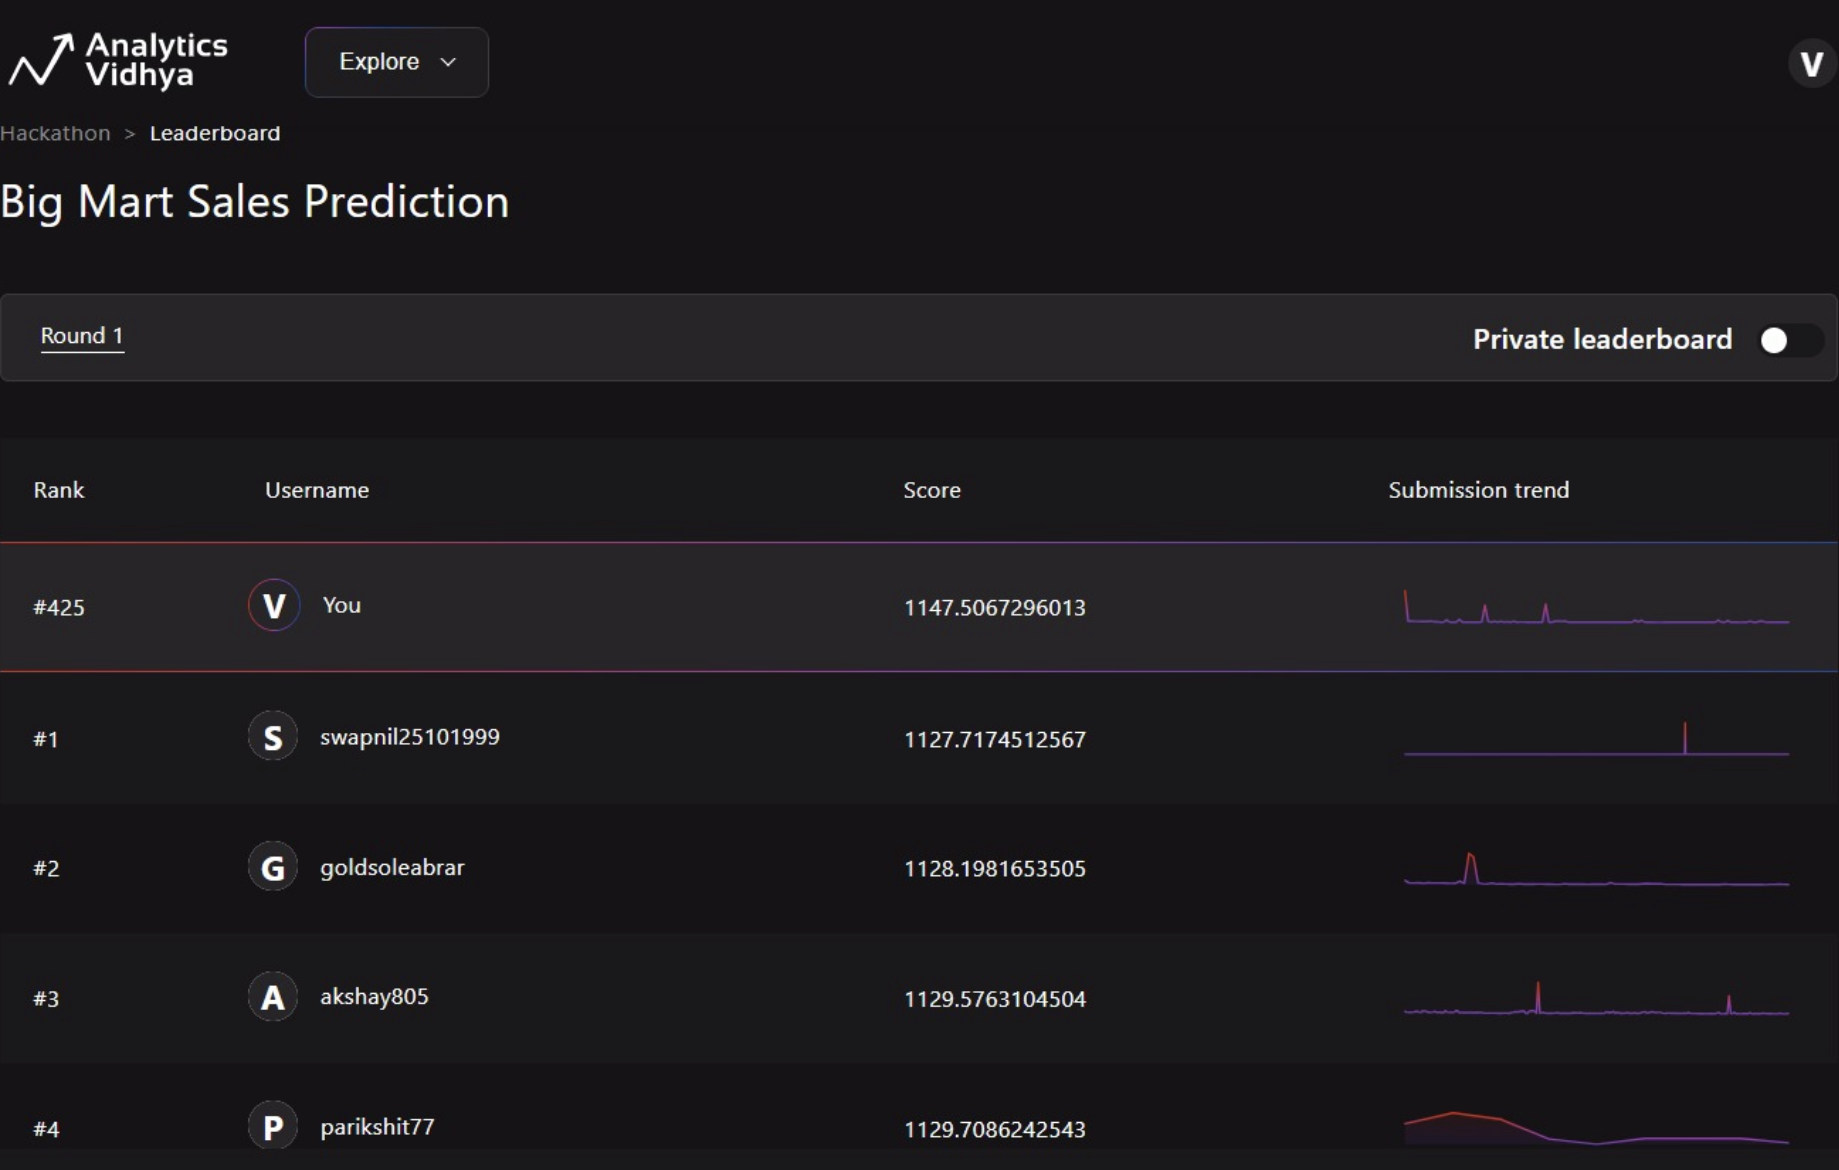 Analytics
Vidhya
Explore
V
Hackathon > Leaderboard
Big Mart Sales Prediction
Round 1
Private leaderboard
Rank Username Score Submission trend
#425 V You 1147.5067296013
#1 S swapnil25101999 1127.7174512567
#2 G goldsoleabrar 1128.1981653505
#3 A akshay805 1129.5763104504
#4 P parikshit77 1129.7086242543